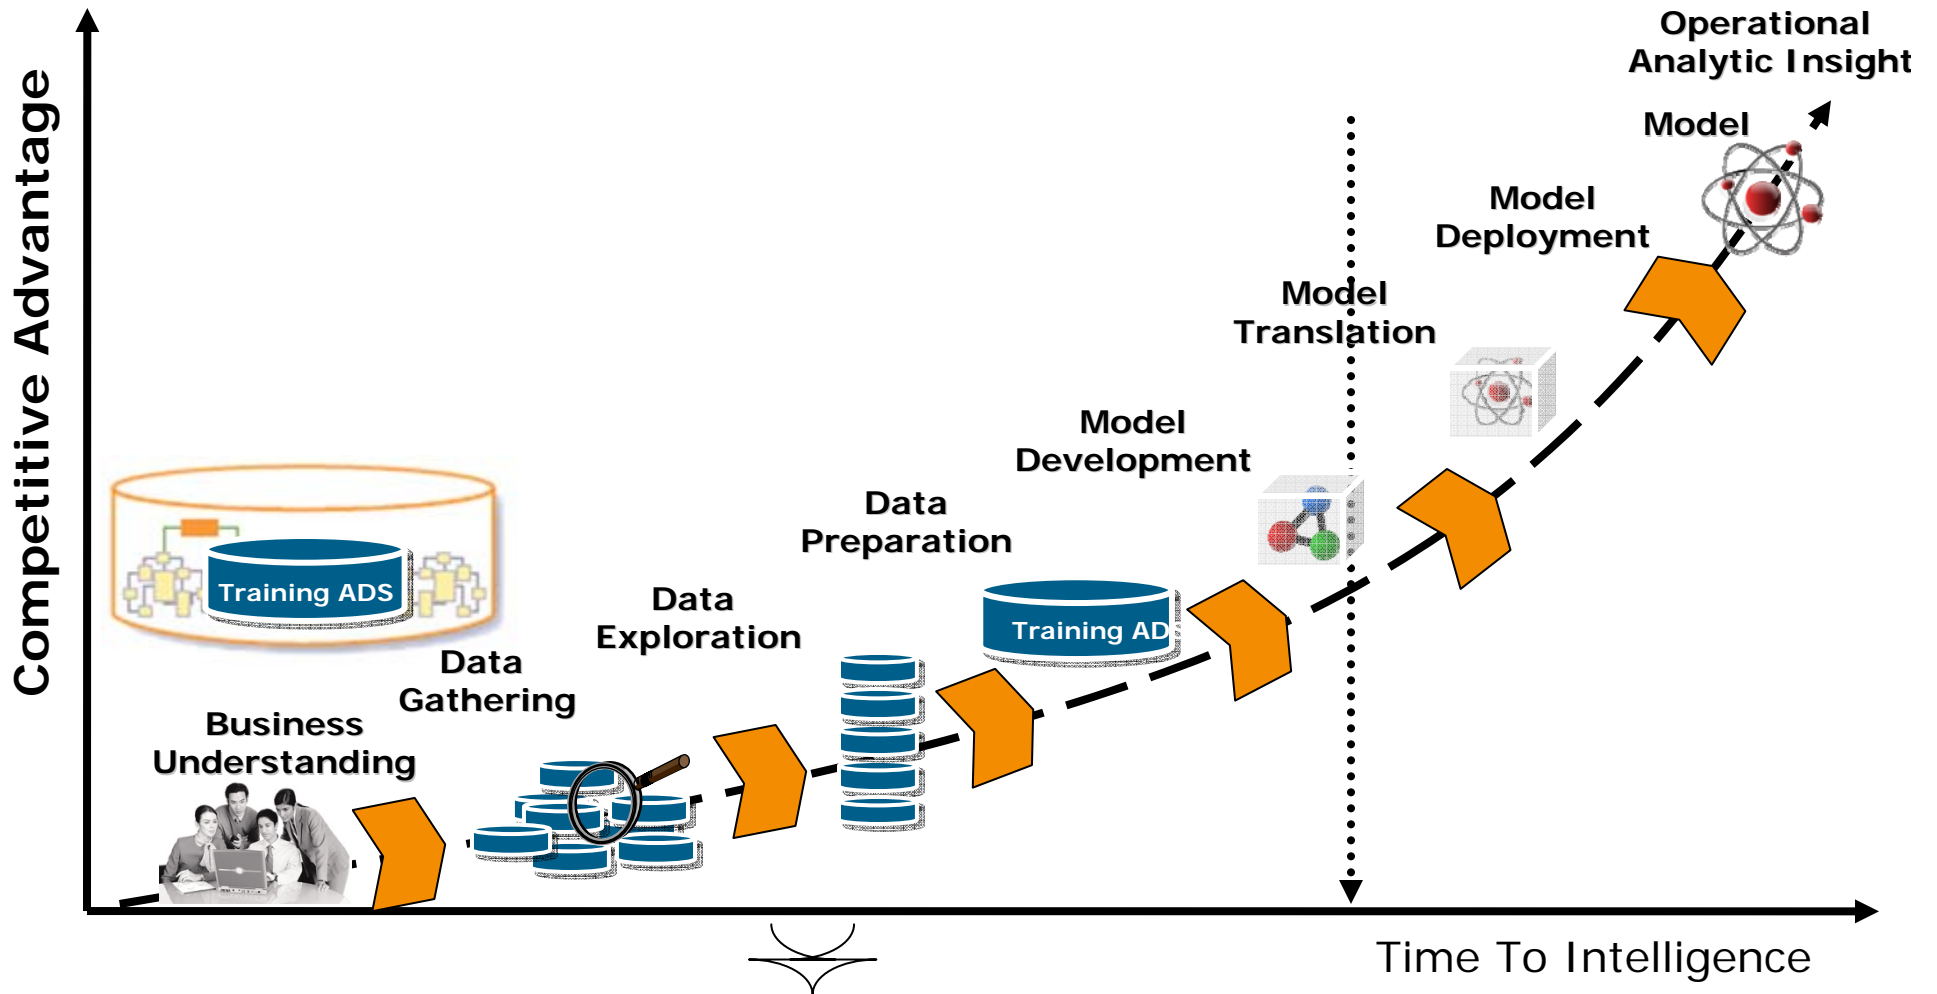 Operational
Analytic Insight
Model
Model
Deployment
Model
Translation
Model
Development
Data
Preparation
Data
Exploration
Data
Gathering
Business
Understanding
Training ADS
Training AD
Competitive Advantage
Time To Intelligence